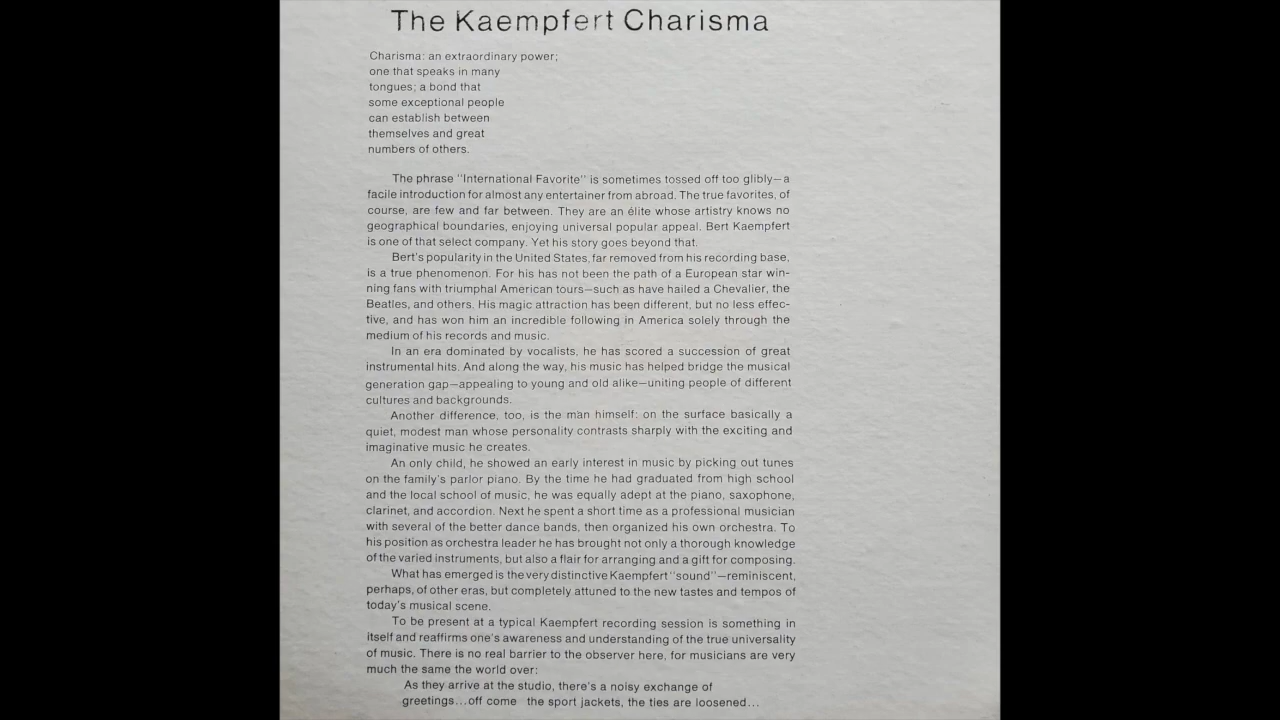 The Kaempfert Charisma
Charisma: an extraordinary power;
one that speaks in many
tongues; a bond that
some exceptional people
can establish between
themselves and great
numbers of others.
The phrase "International Favorite" is sometimes tossed off too glibly—a
facile introduction for almost any entertainer from abroad. The true favorites, of
course, are few and far between. They are an élite whose artistry knows no
geographical boundaries, enjoying universal popular appeal. Bert Kaempfert
is one of that select company. Yet his story goes beyond that.
Bert's popularity in the United States, far removed from his recording base,
is a true phenomenon. For his has not been the path of a European star win-
ning fans with triumphal American tours—such as have hailed a Chevalier, the
Beatles, and others. His magic attraction has been different, but no less effec-
tive, and has won him an incredible following in America solely through the
medium of his records and music.
In an era dominated by vocalists, he has scored a succession of great
instrumental hits. And along the way, his music has helped bridge the musical
generation gap—appealing to young and old alike—uniting people of different
cultures and backgrounds.
Another difference, too, is the man himself: on the surface basically a
quiet, modest man whose personality contrasts sharply with the exciting and
imaginative music he creates.
An only child, he showed an early interest in music by picking out tunes
on the family's parlor piano. By the time he had graduated from high school
and the local school of music, he was equally adept at the piano, saxophone,
clarinet, and accordion. Next he spent a short time as a professional musician
with several of the better dance bands, then organized his own orchestra. To
his position as orchestra leader he has brought not only a thorough knowledge
of the varied instruments, but also a flair for arranging and a gift for composing.
What has emerged is the very distinctive Kaempfert "sound"—reminiscent,
perhaps, of other eras, but completely attuned to the new tastes and tempos of
today's musical scene.
To be present at a typical Kaempfert recording session is something in
itself and reaffirms one's awareness and understanding of the true universality
of music. There is no real barrier to the observer here, for musicians are very
much the same the world over:
As they arrive at the studio, there's a noisy exchange of
greetings...off come the sport jackets, the ties are loosened...